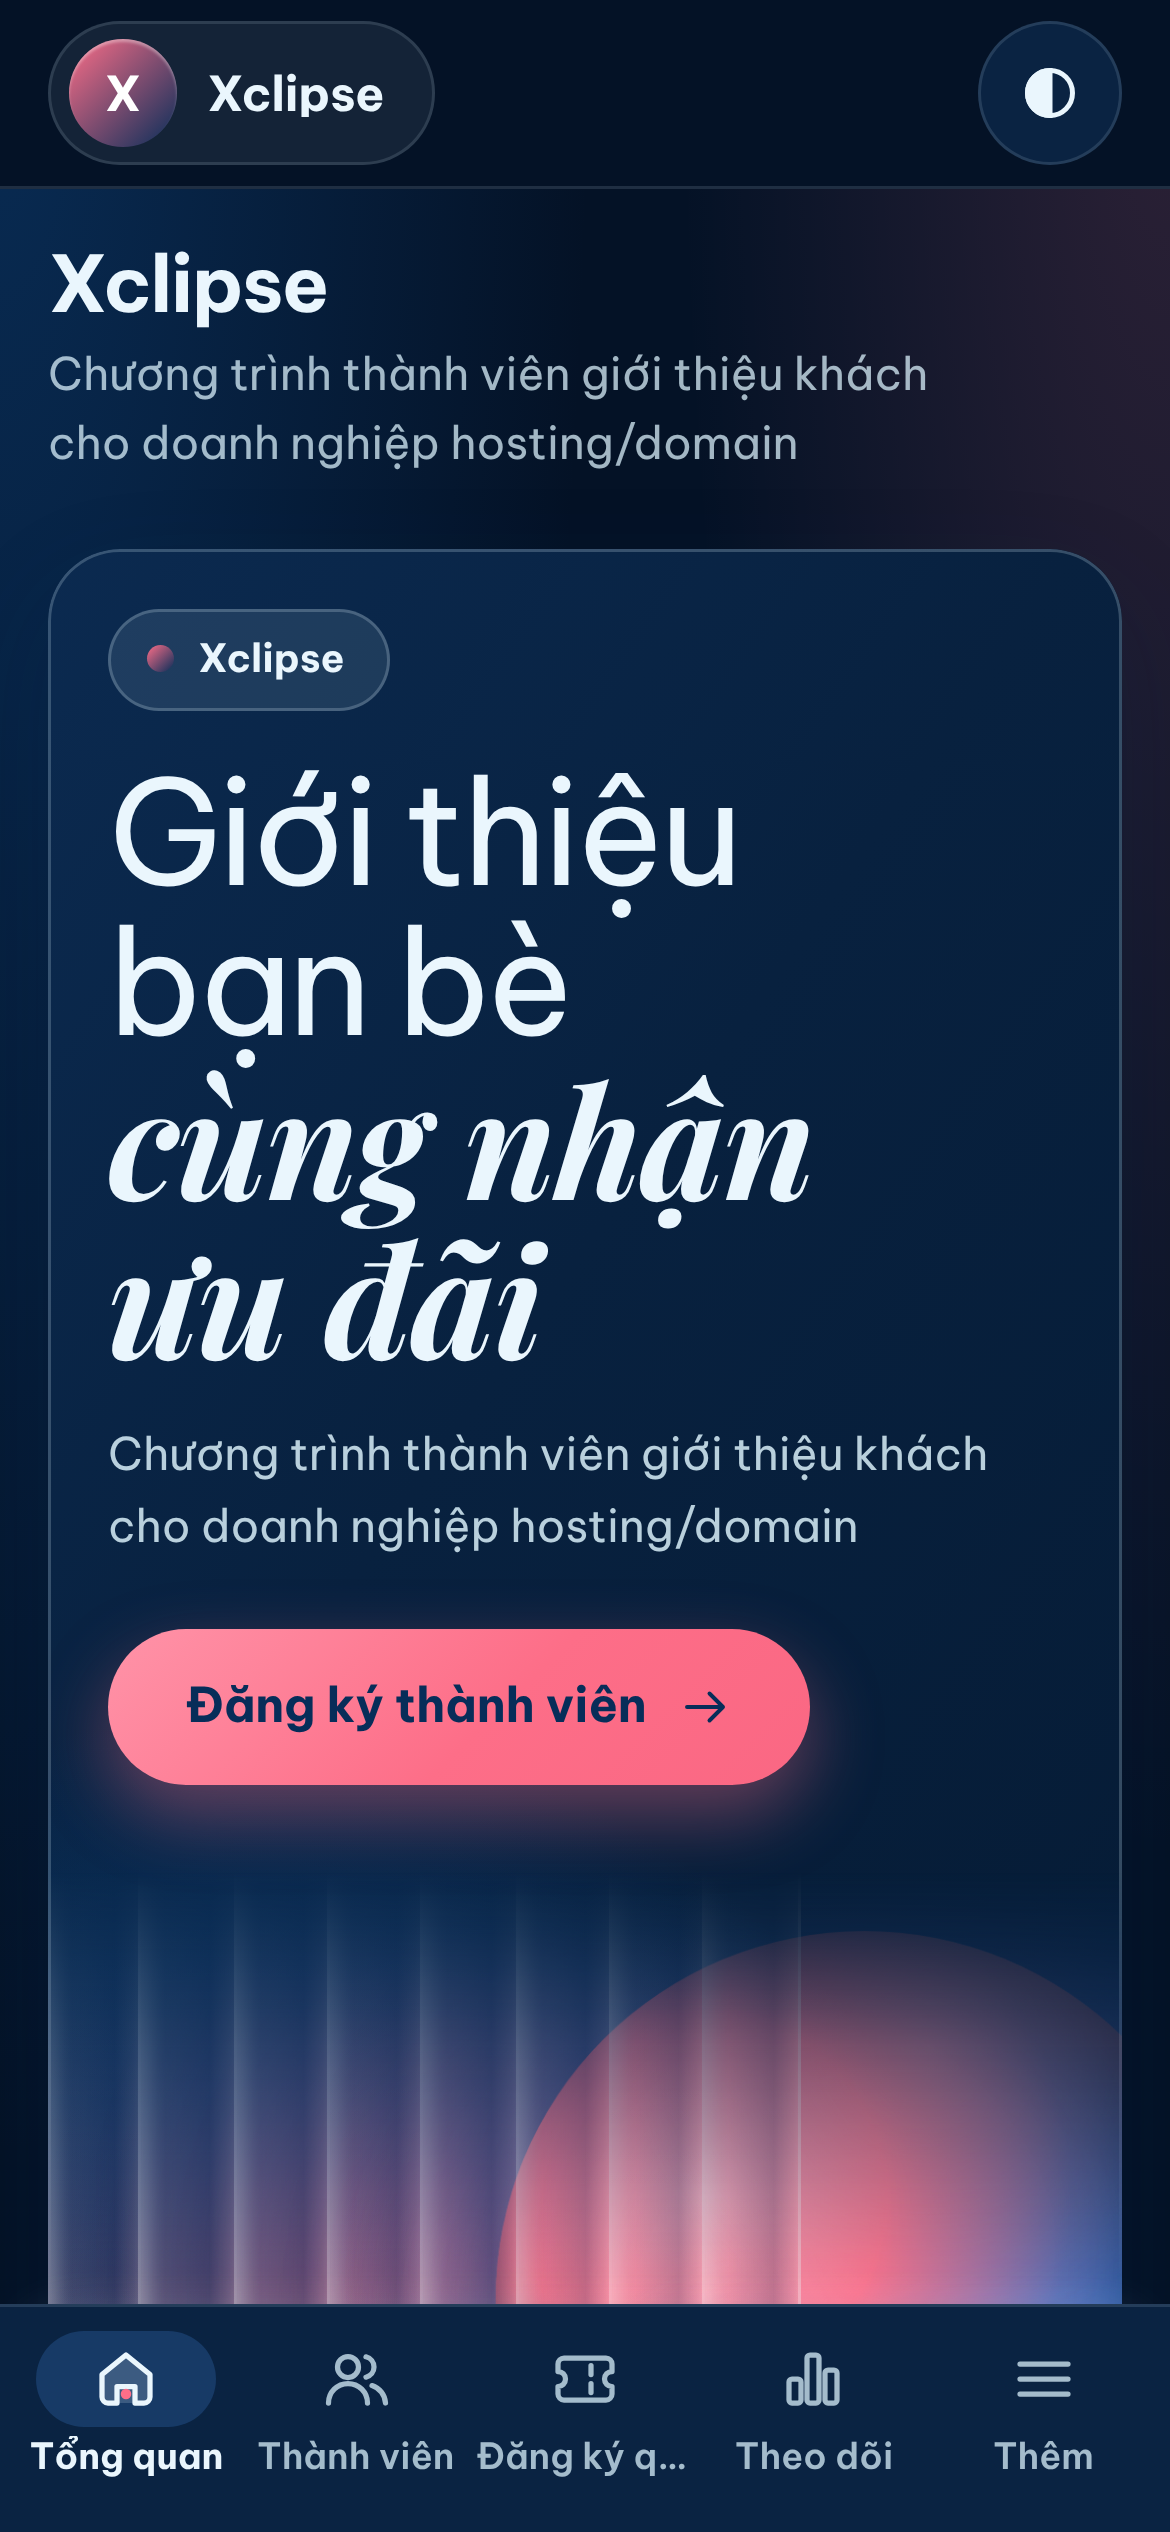 X Xclipse
Xclipse
Chương trình thành viên giới thiệu khách
cho doanh nghiệp hosting/domain
Xclipse
Giới thiệu
bạn bè
cùng nhận
ưu đãi
Chương trình thành viên giới thiệu khách
cho doanh nghiệp hosting/domain
Đăng ký thành viên →
Tổng quan Thành viên Đăng ký q... Theo dõi Thêm